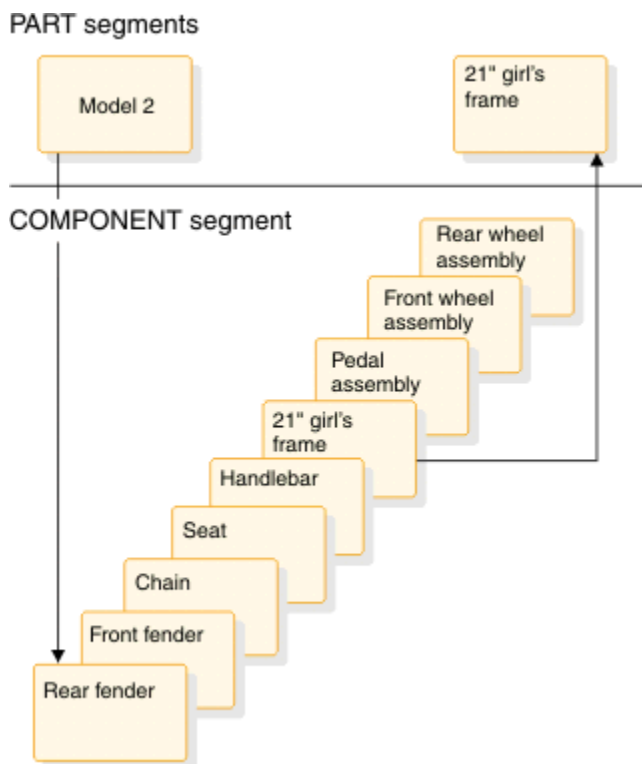 PART segments
Model 2
21" girl's
frame
COMPONENT segment
Rear wheel
assembly
Front wheel
assembly
Pedal
assembly
21" girl's
frame
Handlebar
Seat
Chain
Front fender
Rear fender